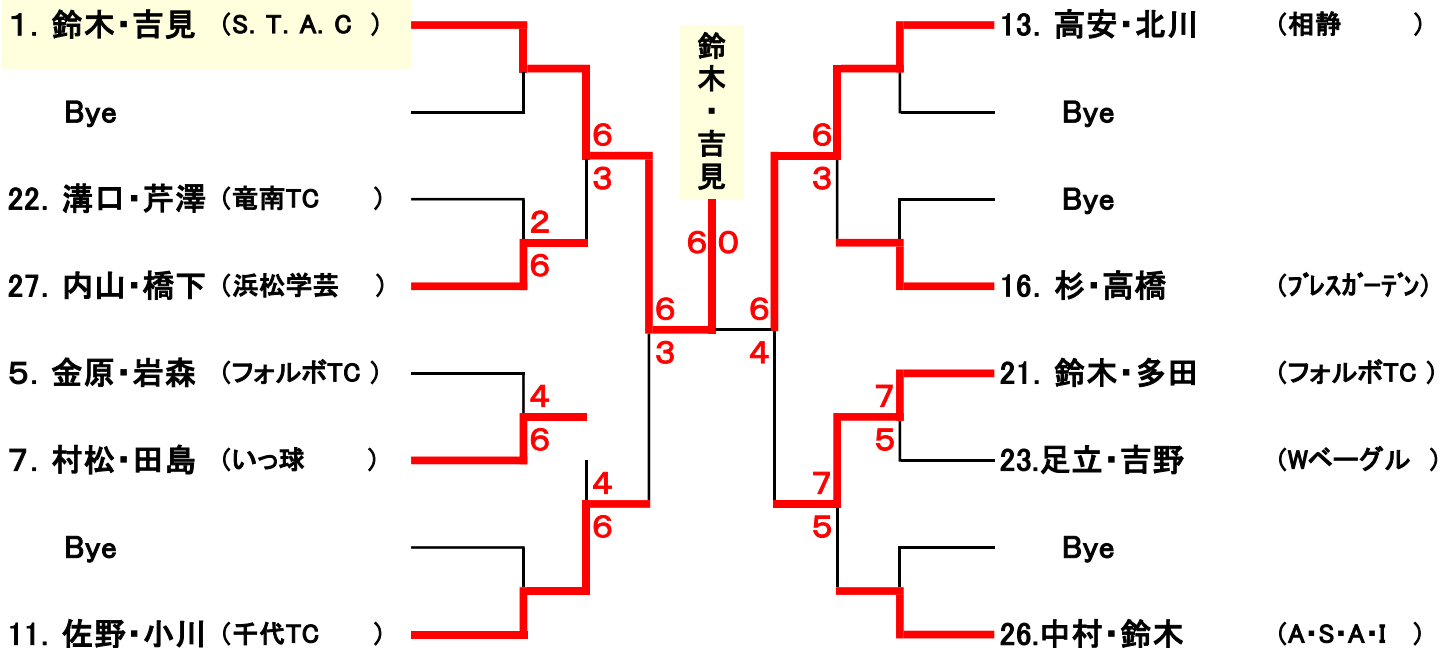 1. 鈴木・吉見 (S. T. A. C )
Bye
22. 溝口・芹澤 (竜南TC )
27. 内山・橋下 (浜松学芸 )
5. 金原・岩森 (フォルボTC )
7. 村松・田島 (いっ球 )
Bye
11. 佐野・小川 (千代TC )
2
6
4
6
6
3
4
6
6
3
鈴木・吉見
6 0
6
4
6
3
7
5
7
5
13. 高安・北川 (相静 )
Bye
Bye
16. 杉・高橋 (ブレスガーデン)
21. 鈴木・多田 (フォルボTC )
23.足立・吉野 (Wベーグル )
Bye
26.中村・鈴木 (A・S・A・I )